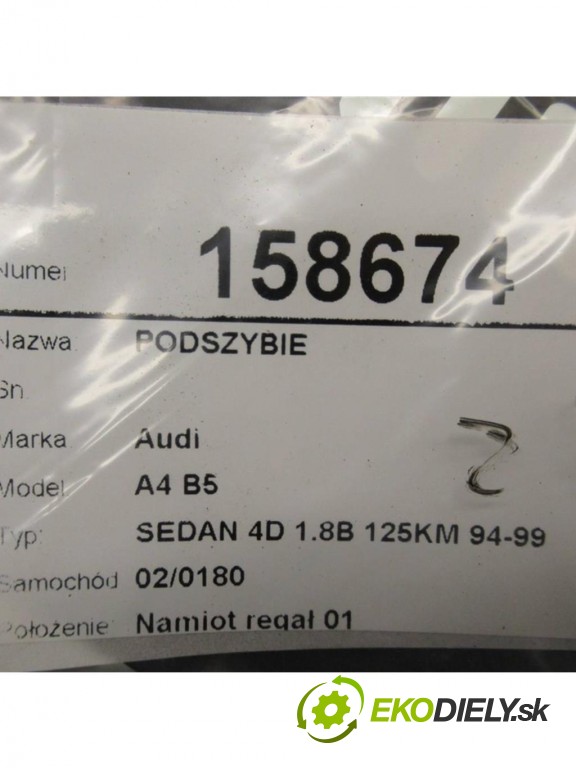 Numer 158674
Nazwa PODSZYBIE
Sn
Marka Audi
Model A4 B5
Typ: SEDAN 4D 1.8B 125KM 94-99
Samochód 02/0180
Położenie Namiot regał 01
2
EKODIELY.sk